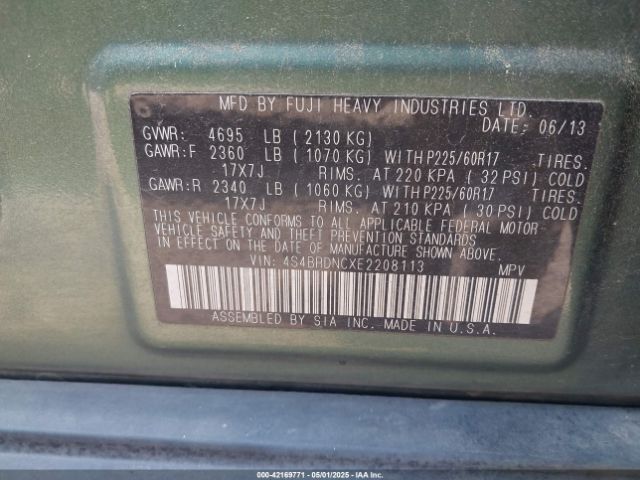 MFD BY FUJI HEAVY INDUSTRIES LTD.
DATE: 06/13
GVWR: 4695 LB ( 2130 KG)
GAWR:F 2360 LB ( 1070 KG) WITH P225/60R17 TIRES.
17X7J RIMS. AT 220 KPA ( 32 PSI) COLD
GAWR:R 2340 LB ( 1060 KG) WITH P225/60R17 TIRES.
17X7J RIMS. AT 210 KPA ( 30 PSI) COLD
THIS VEHICLE CONFORMS TO ALL APPLICABLE FEDERAL MOTOR
VEHICLE SAFETY AND THEFT PREVENTION STANDARDS
IN EFFECT ON THE DATE OF MANUFACTURE SHOWN ABOVE.
VIN: 4S4BRDNCXE2208113 MPV
ASSEMBLED BY SIA INC. MADE IN U.S.A.
000-42169771 - 05/01/2025 - IAAI.COM